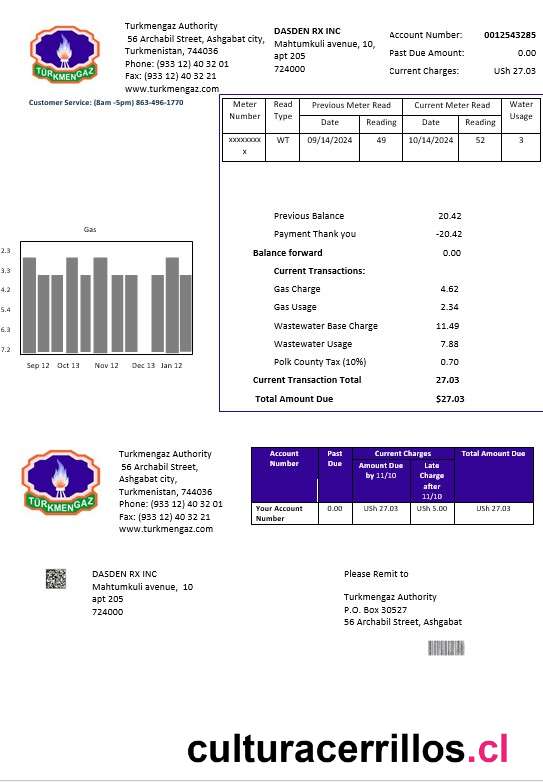 TÜRKMENGAZ
Turkmengaz Authority
56 Archabil Street, Ashgabat city,
Turkmenistan, 744036
Phone: (933 12) 40 32 01
Fax: (933 12) 40 32 21
www.turkmengaz.com
DASDEN RX INC
Mahtumkuli avenue, 10,
apt 205
724000
Account Number: 0012543285
Past Due Amount: 0.00
Current Charges: USh 27.03
Customer Service: (8am -5pm) 863-496-1770
Meter Number Read Type Previous Meter Read Current Meter Read Water Usage
Date Reading Date Reading
xxxxxxxxx WT 09/14/2024 49 10/14/2024 52 3
Previous Balance 20.42
Payment Thank you -20.42
Balance forward 0.00
Current Transactions:
Gas Charge 4.62
Gas Usage 2.34
Wastewater Base Charge 11.49
Wastewater Usage 7.88
Polk County Tax (10%) 0.70
Current Transaction Total 27.03
Total Amount Due $27.03
Gas
2.3
3.3
4.2
5.4
6.3
7.2
Sep 12 Oct 13 Nov 12 Dec 13 Jan 12
TÜRKMENGAZ
Turkmengaz Authority
56 Archabil Street,
Ashgabat city,
Turkmenistan, 744036
Phone: (933 12) 40 32 01
Fax: (933 12) 40 32 21
www.turkmengaz.com
Account Number Past Due Current Charges Total Amount Due
Amount Due by 11/10 Late Charge after 11/10
Your Account Number 0.00 USh 27.03 USh 5.00 USh 27.03
DASDEN RX INC
Mahtumkuli avenue, 10
apt 205
724000
Please Remit to
Turkmengaz Authority
P.O. Box 30527
56 Archabil Street, Ashgabat
culturacerrillos.cl